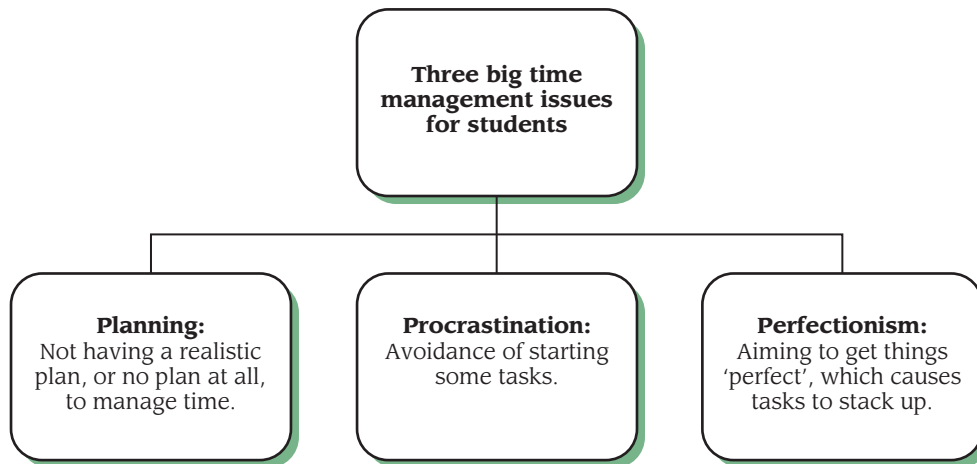 Three big time
management issues
for students
Planning:
Not having a realistic
plan, or no plan at all,
to manage time.
Procrastination:
Avoidance of starting
some tasks.
Perfectionism:
Aiming to get things
‘perfect’, which causes
tasks to stack up.